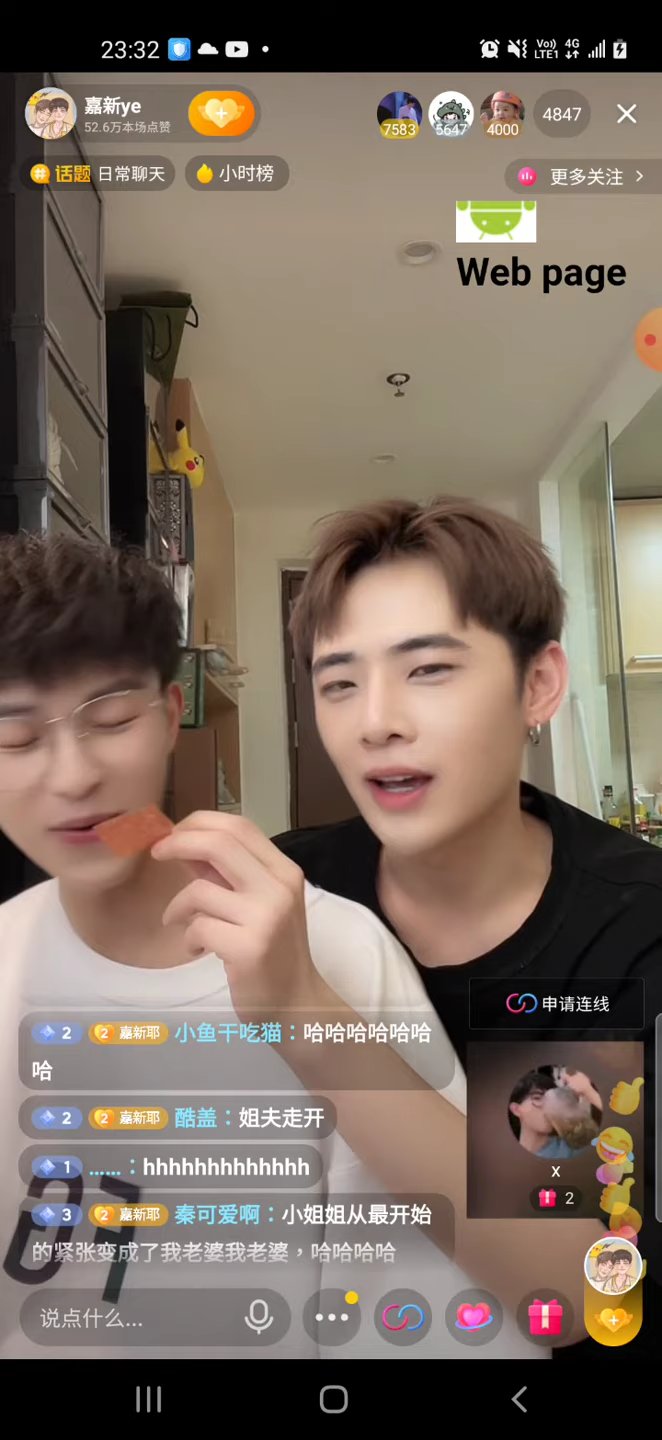 23:32
Vo)) 4G
LTE1
嘉新ye
52.6万本场点赞
7583
5647
4000
4847
话题 日常聊天
小时榜
更多关注 >
Web page
申请连线
2 2 嘉新耶 小鱼干吃猫：哈哈哈哈哈哈
哈
2 2 嘉新耶 酷盖：姐夫走开
1 ......：hhhhhhhhhhhhh
x
2
3 2 嘉新耶 秦可爱啊：小姐姐从最开始
的紧张变成了我老婆我老婆，哈哈哈哈
说点什么...